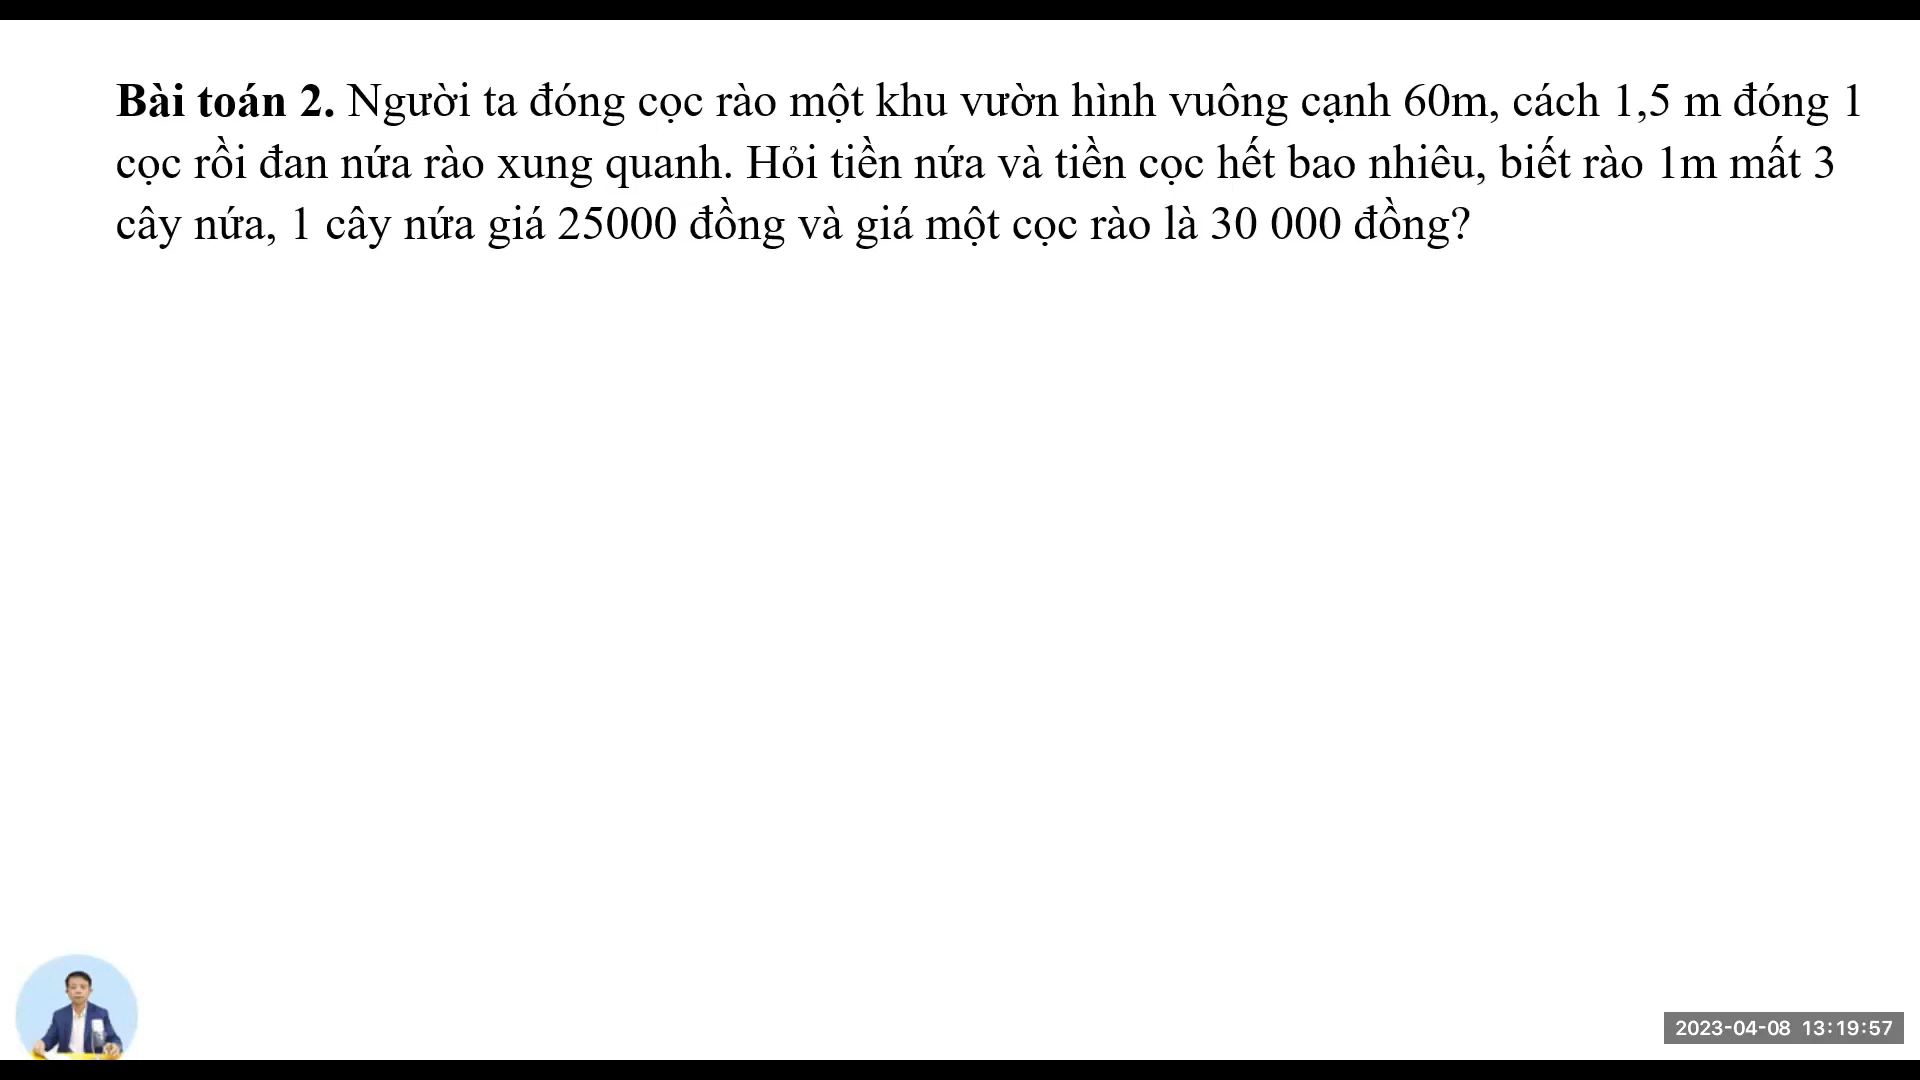 Bài toán 2. Người ta đóng cọc rào một khu vườn hình vuông cạnh 60m, cách 1,5 m đóng 1
cọc rồi đan nứa rào xung quanh. Hỏi tiền nứa và tiền cọc hết bao nhiêu, biết rào 1m mất 3
cây nứa, 1 cây nứa giá 25000 đồng và giá một cọc rào là 30 000 đồng?
2023-04-08 13:19:57